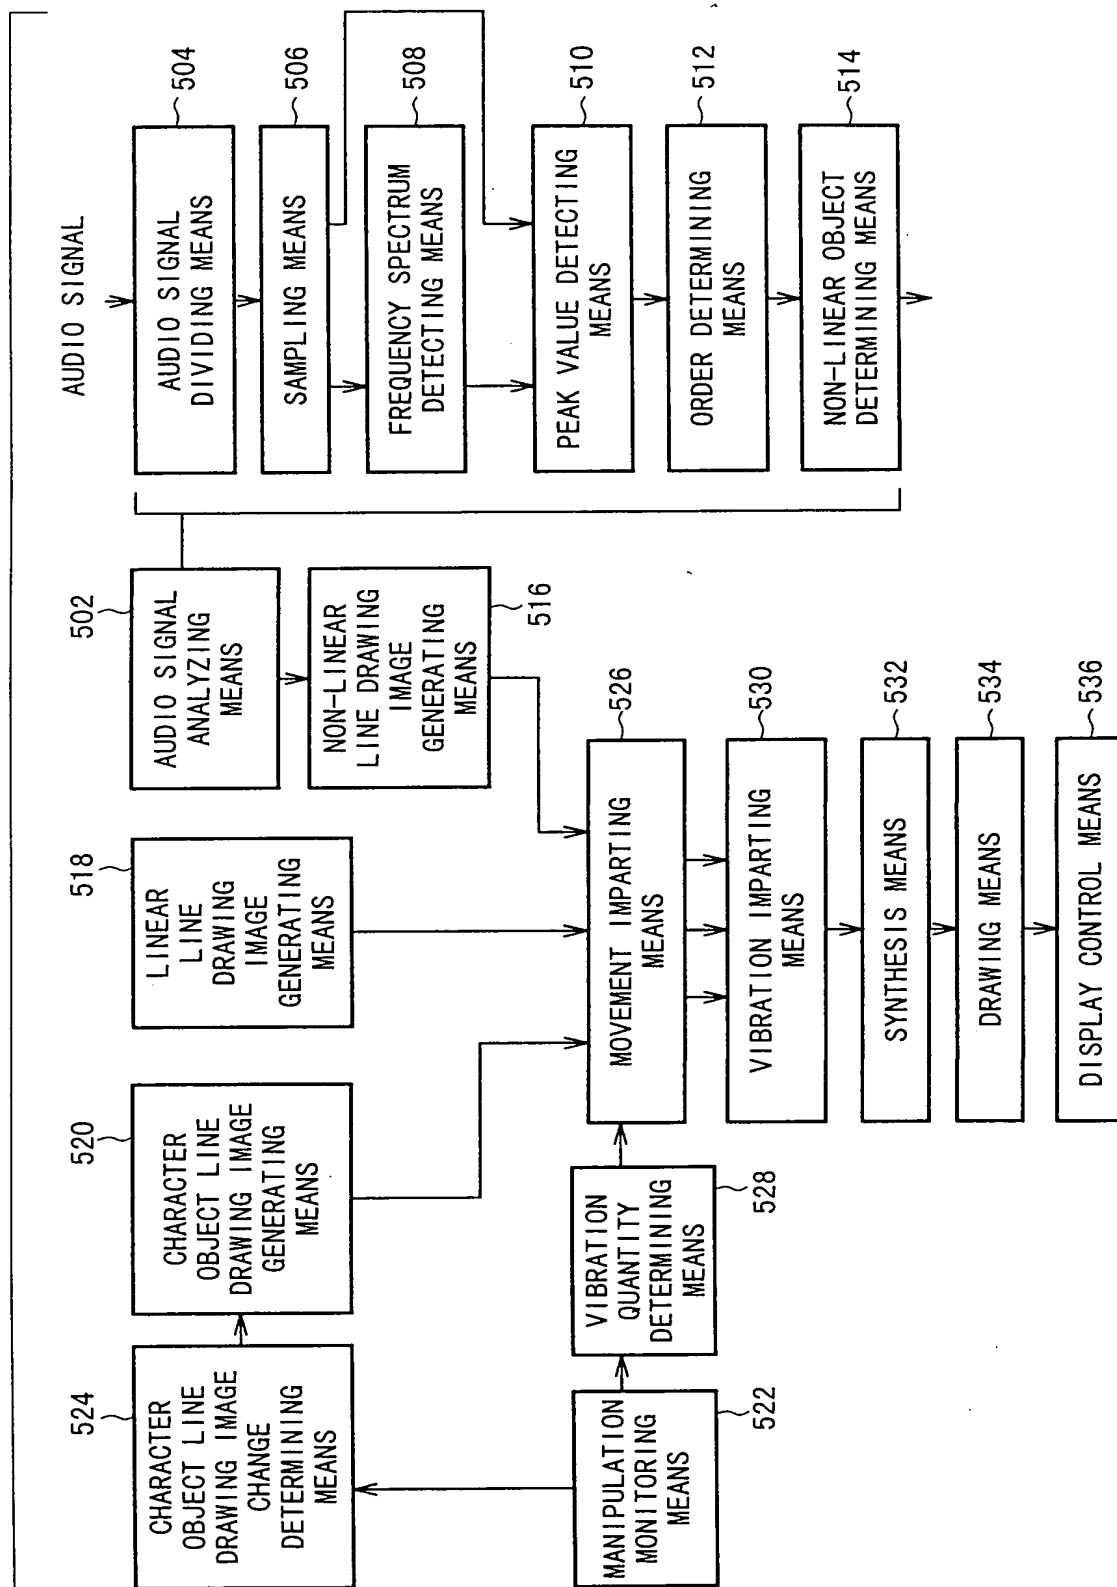 AUDIO SIGNAL
504
AUDIO SIGNAL
DIVIDING MEANS
506
SAMPLING MEANS
508
FREQUENCY SPECTRUM
DETECTING MEANS
510
PEAK VALUE DETECTING
MEANS
512
ORDER DETERMINING
MEANS
514
NON-LINEAR OBJECT
DETERMINING MEANS
502
AUDIO SIGNAL
ANALYZING
MEANS
516
NON-LINEAR
LINE DRAWING
IMAGE
GENERATING
MEANS
518
LINEAR
LINE
DRAWING
IMAGE
GENERATING
MEANS
520
CHARACTER
OBJECT LINE
DRAWING IMAGE
GENERATING
MEANS
524
CHARACTER
OBJECT LINE
DRAWING IMAGE
CHANGE
DETERMINING
MEANS
522
MANIPULATION
MONITORING
MEANS
528
VIBRATION
QUANTITY
DETERMINING
MEANS
526
MOVEMENT IMPARTING
MEANS
530
VIBRATION IMPARTING
MEANS
532
SYNTHESIS MEANS
534
DRAWING MEANS
536
DISPLAY CONTROL MEANS